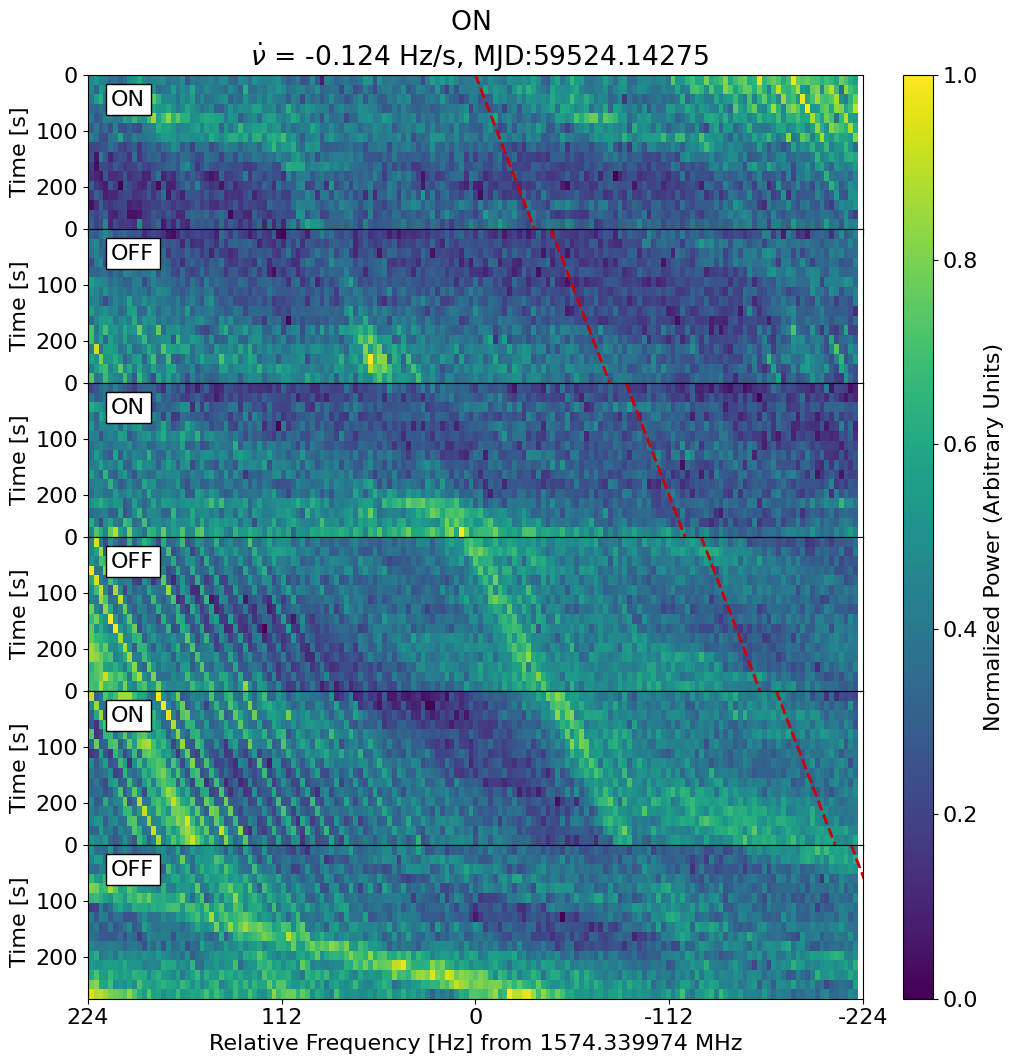 ON
ν̇ = -0.124 Hz/s, MJD:59524.14275
0
ON
100
Time [s]
200
0
OFF
100
Time [s]
200
0
ON
100
Time [s]
200
0
OFF
100
Time [s]
200
0
ON
100
Time [s]
200
0
OFF
100
Time [s]
200
224 112 0 -112 -224
Relative Frequency [Hz] from 1574.339974 MHz
1.0
0.8
0.6
0.4
0.2
0.0
Normalized Power (Arbitrary Units)